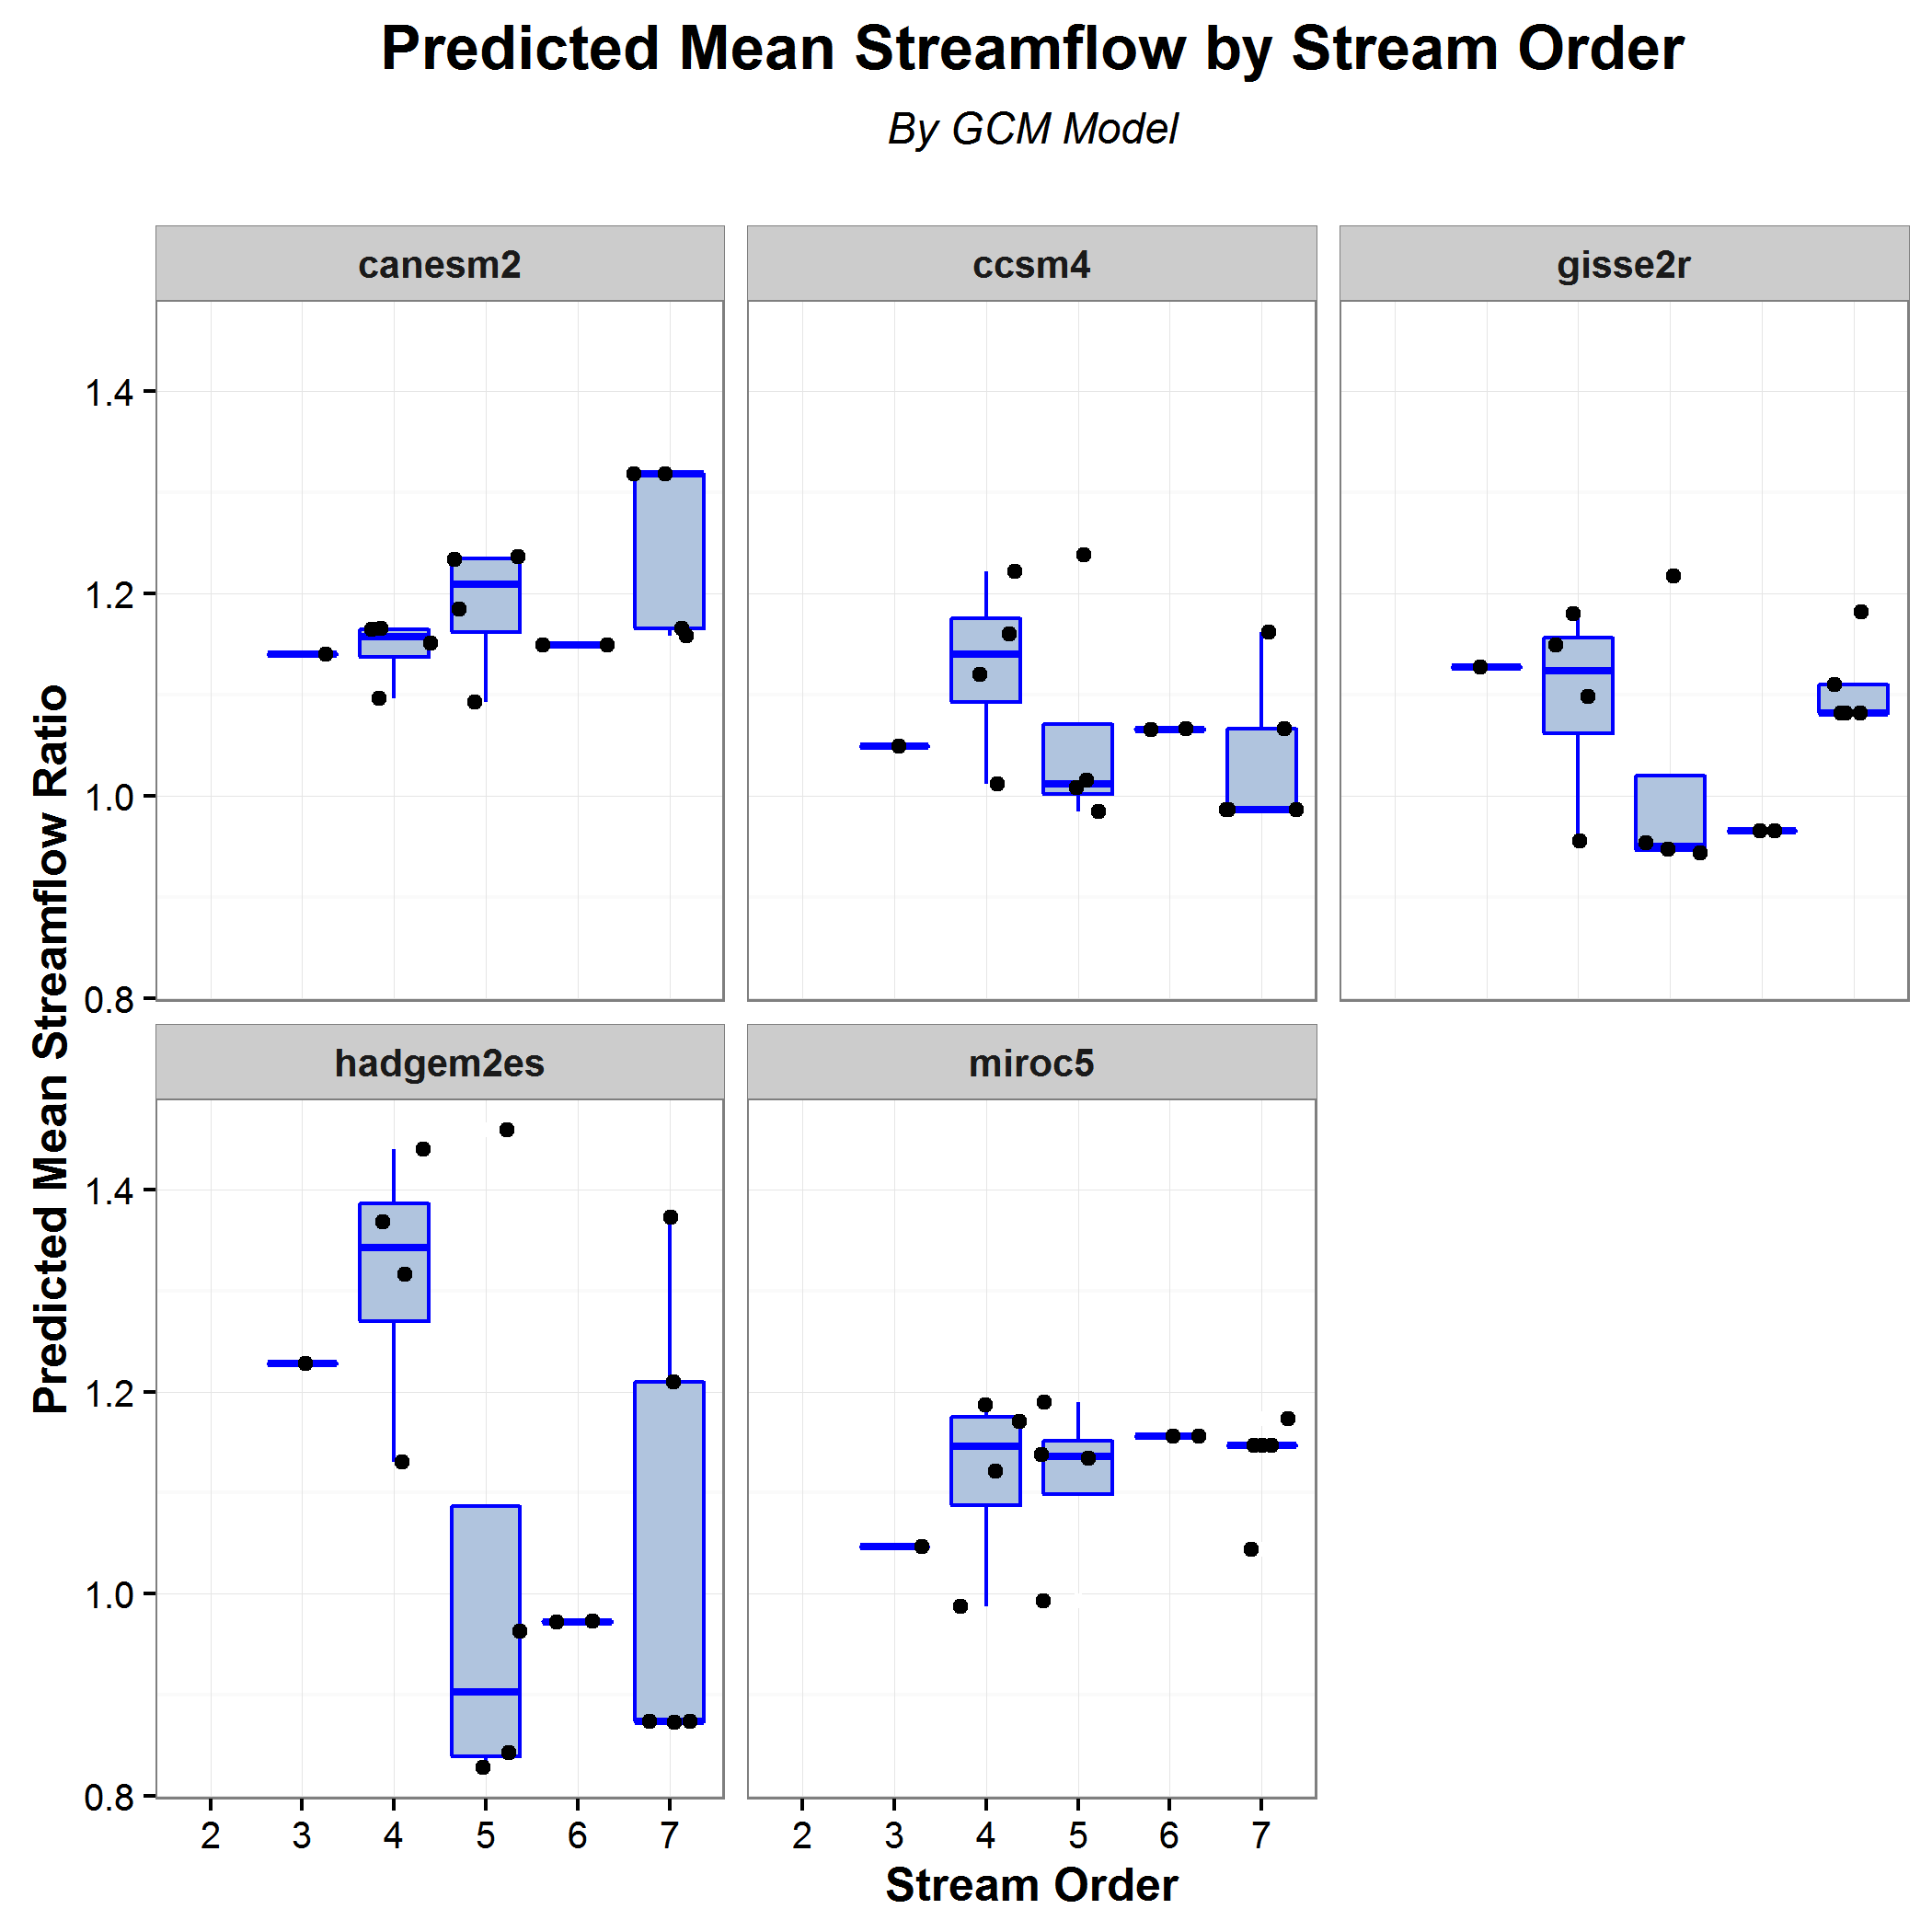 Predicted Mean Streamflow by Stream Order
By GCM Model
canesm2
ccsm4
gisse2r
Predicted Mean Streamflow Ratio
1.4
1.2
1.0
0.8
hadgem2es
miroc5
1.4
1.2
1.0
0.8
2 3 4 5 6 7
2 3 4 5 6 7
Stream Order